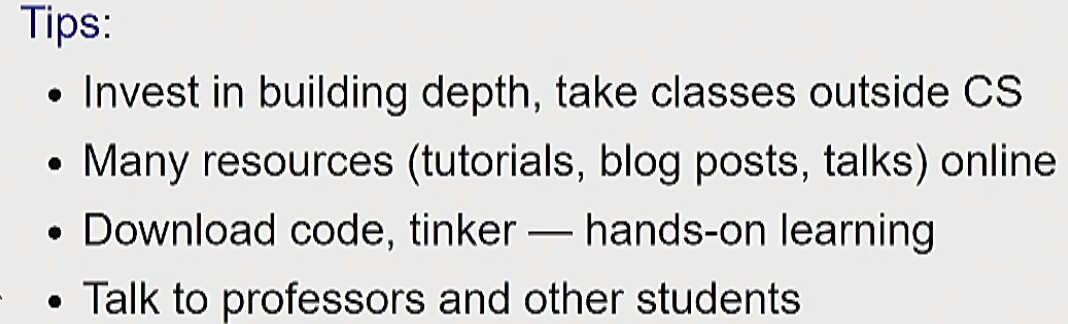 Tips:
• Invest in building depth, take classes outside CS
• Many resources (tutorials, blog posts, talks) online
• Download code, tinker — hands-on learning
• Talk to professors and other students